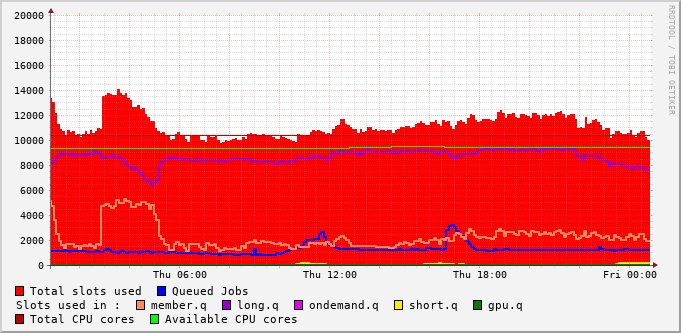 RRDTOOL / TOBI OETIKER
20000
18000
16000
14000
12000
10000
8000
6000
4000
2000
0
Thu 06:00 Thu 12:00 Thu 18:00 Fri 00:00
Total slots used Queued Jobs
Slots used in : member.q long.q ondemand.q short.q gpu.q
Total CPU cores Available CPU cores